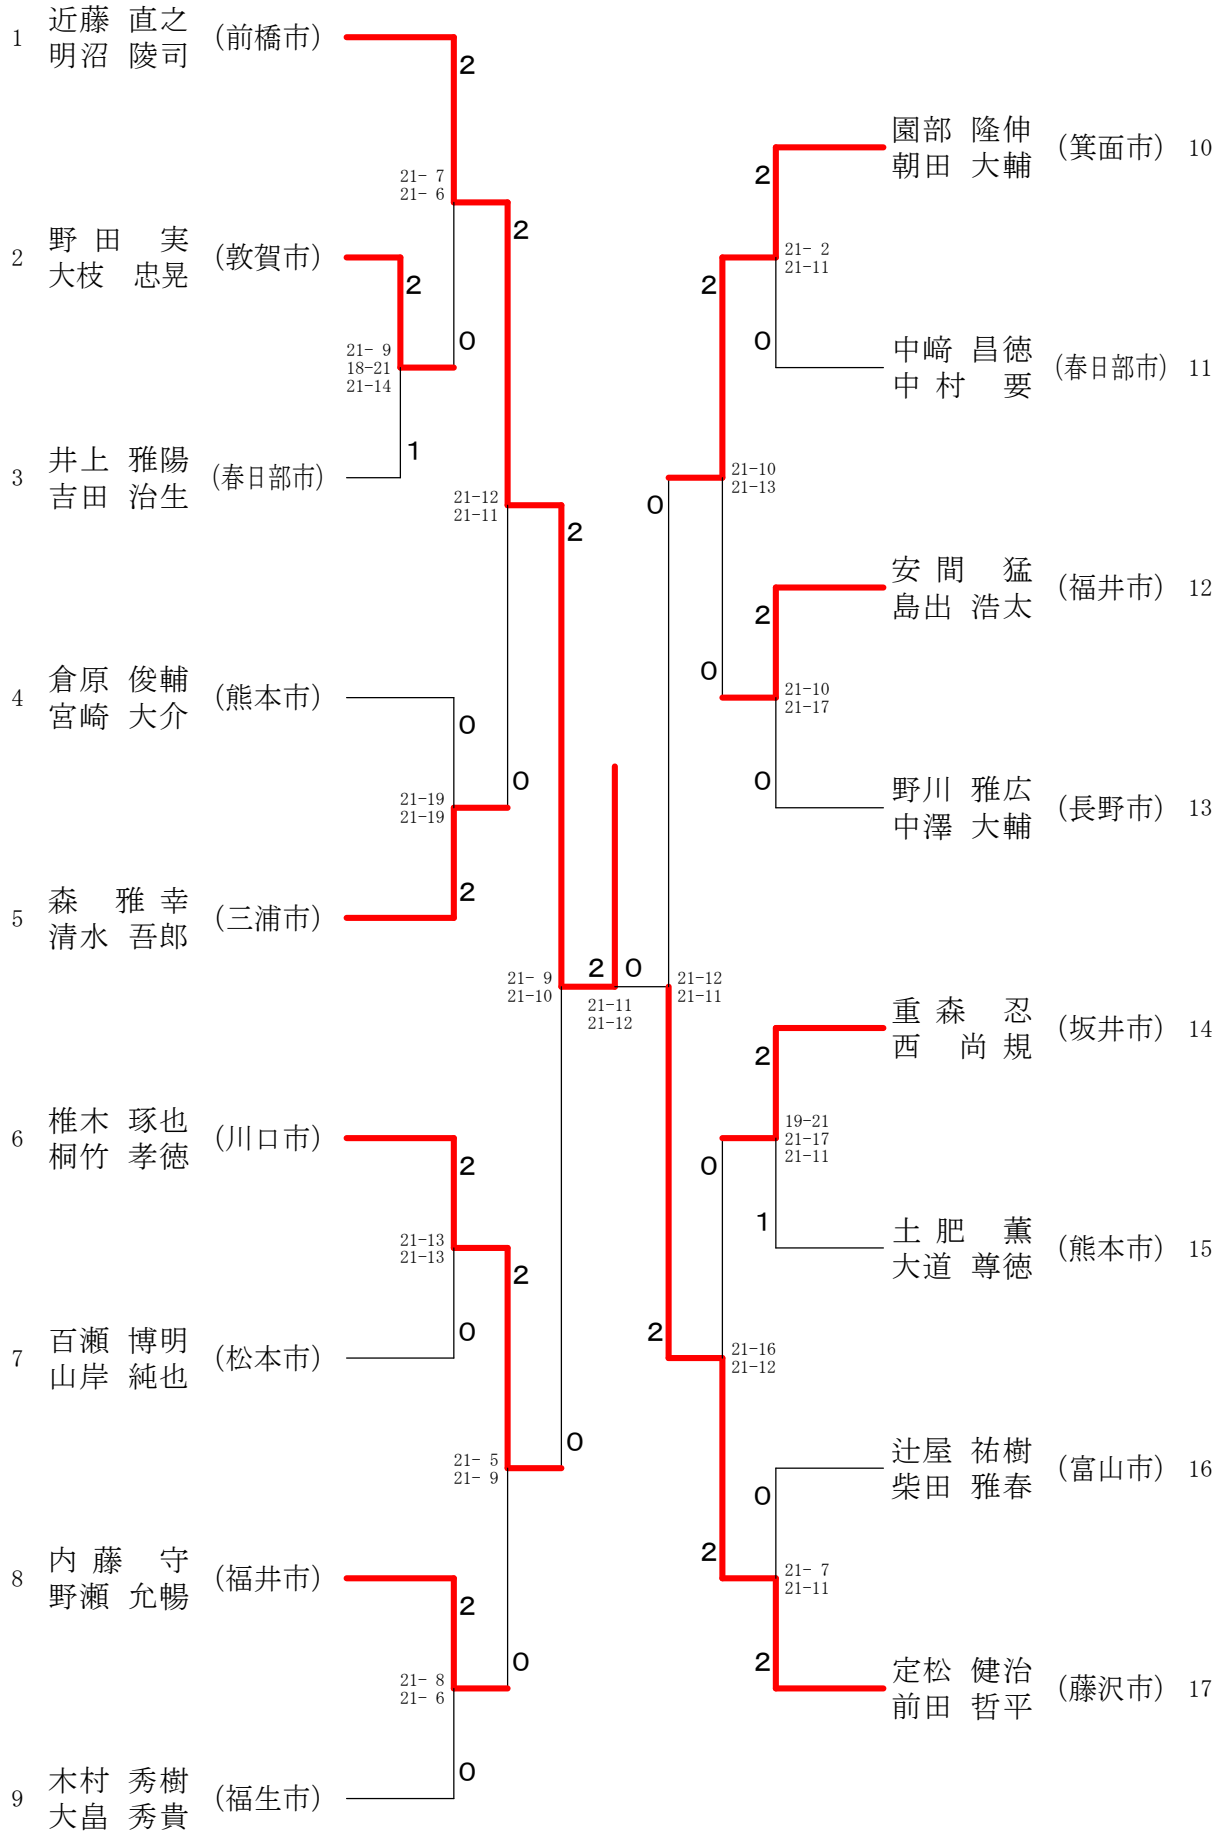 1 近藤 直之 (前橋市)
明沼 陵司
2
21- 7
21- 6
2
2 野田 実 (敦賀市)
大枝 忠晃
2
0
21- 9
18-21
21-14
1
3 井上 雅陽 (春日部市)
吉田 治生
21-12
21-11
2
4 倉原 俊輔 (熊本市)
宮崎 大介
0
0
21-19
21-19
2
5 森 雅幸 (三浦市)
清水 吾郎
21- 9
21-10
2 0
21-11
21-12
6 椎木 琢也 (川口市)
桐竹 孝徳
2
21-13
21-13
2
0
7 百瀬 博明 (松本市)
山岸 純也
0
21- 5
21- 9
8 内藤 守 (福井市)
野瀬 允暢
2
0
21- 8
21- 6
0
9 木村 秀樹 (福生市)
大畠 秀貴
園部 隆伸 (箕面市) 10
朝田 大輔
2
21- 2
21-11
2
0
中﨑 昌徳 (春日部市) 11
中村 要
21-10
21-13
0
安間 猛 (福井市) 12
島出 浩太
2
0
21-10
21-17
0
野川 雅広 (長野市) 13
中澤 大輔
21-12
21-11
重森 忍 (坂井市) 14
西 尚規
2
19-21
21-17
21-11
0
1
土肥 薫 (熊本市) 15
大道 尊徳
2
21-16
21-12
辻屋 祐樹 (富山市) 16
柴田 雅春
0
2
21- 7
21-11
2
定松 健治 (藤沢市) 17
前田 哲平